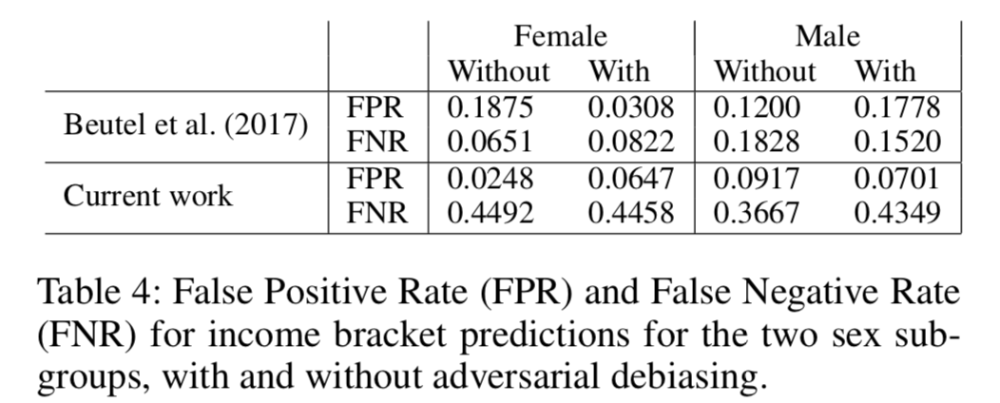 Female Male
Without With Without With
Beutel et al. (2017) FPR 0.1875 0.0308 0.1200 0.1778
FNR 0.0651 0.0822 0.1828 0.1520
Current work FPR 0.0248 0.0647 0.0917 0.0701
FNR 0.4492 0.4458 0.3667 0.4349
Table 4: False Positive Rate (FPR) and False Negative Rate
(FNR) for income bracket predictions for the two sex sub-
groups, with and without adversarial debiasing.